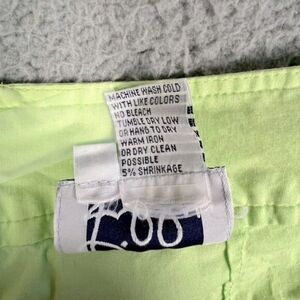 MACHINE WASH COLD
WITH LIKE COLORS
NO BLEACH
TUMBLE DRY LOW
OR HANG TO DRY
WARM IRON
OR DRY CLEAN
POSSIBLE
5% SHRINKAGE